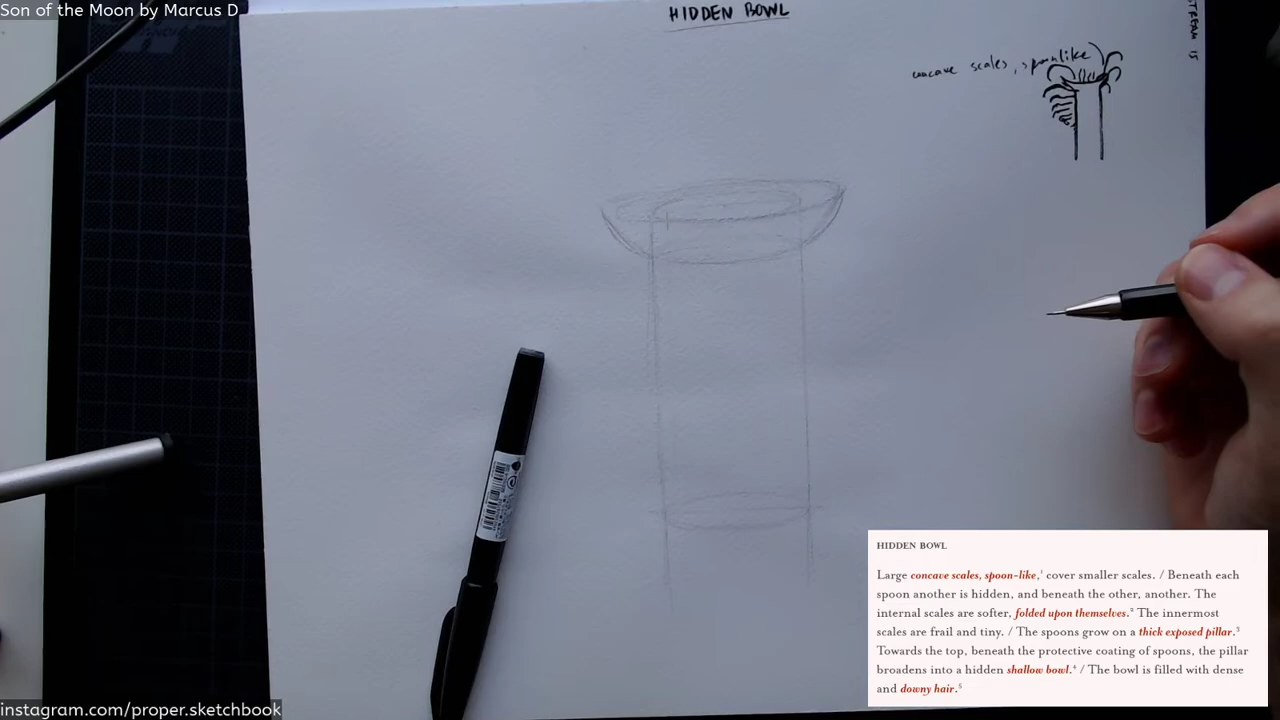 Son of the Moon by Marcus D
HIDDEN BOWL
STREAM 15
concave scales, spoonlike
HIDDEN BOWL
Large concave scales, spoon-like,¹ cover smaller scales. / Beneath each
spoon another is hidden, and beneath the other, another. The
internal scales are softer, folded upon themselves.² The innermost
scales are frail and tiny. / The spoons grow on a thick exposed pillar.³
Towards the top, beneath the protective coating of spoons, the pillar
broadens into a hidden shallow bowl.⁴ / The bowl is filled with dense
and downy hair.⁵
instagram.com/proper.sketchbook